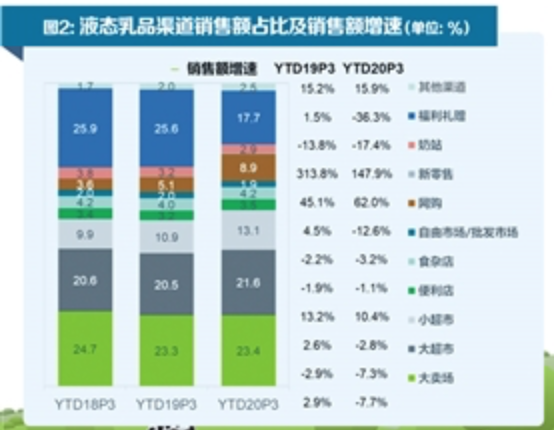 图2: 液态乳品渠道销售额占比及销售额增速(单位: %)
销售额增速 YTD19P3 YTD20P3
1.7 2.0 2.5 15.2% 15.9% 其他渠道
25.9 25.6 17.7 1.5% -36.3% 福利礼赠
3.8 3.2 2.9 -13.8% -17.4% 奶站
313.8% 147.9% 新零售
3.6 5.1 8.9 45.1% 62.0% 网购
2.0 2.0 1.9 4.5% -12.6% 自由市场/批发市场
4.2 4.0 4.2 -2.2% -3.2% 食杂店
3.4 3.2 -1.9% -1.1% 便利店
9.9 10.9 13.1 13.2% 10.4% 小超市
20.6 20.5 21.6 2.6% -2.8% 大超市
24.7 23.3 23.4 -2.9% -7.3% 大卖场
YTD18P3 YTD19P3 YTD20P3 2.9% -7.7%